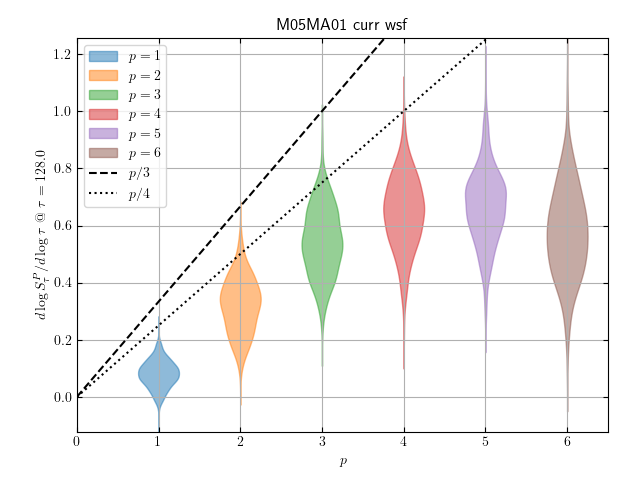 M05MA01 curr wsf
d log S_τ^P / d log τ @ τ = 128.0
1.2
1.0
0.8
0.6
0.4
0.2
0.0
p = 1
p = 2
p = 3
p = 4
p = 5
p = 6
p/3
p/4
0 1 2 3 4 5 6
p